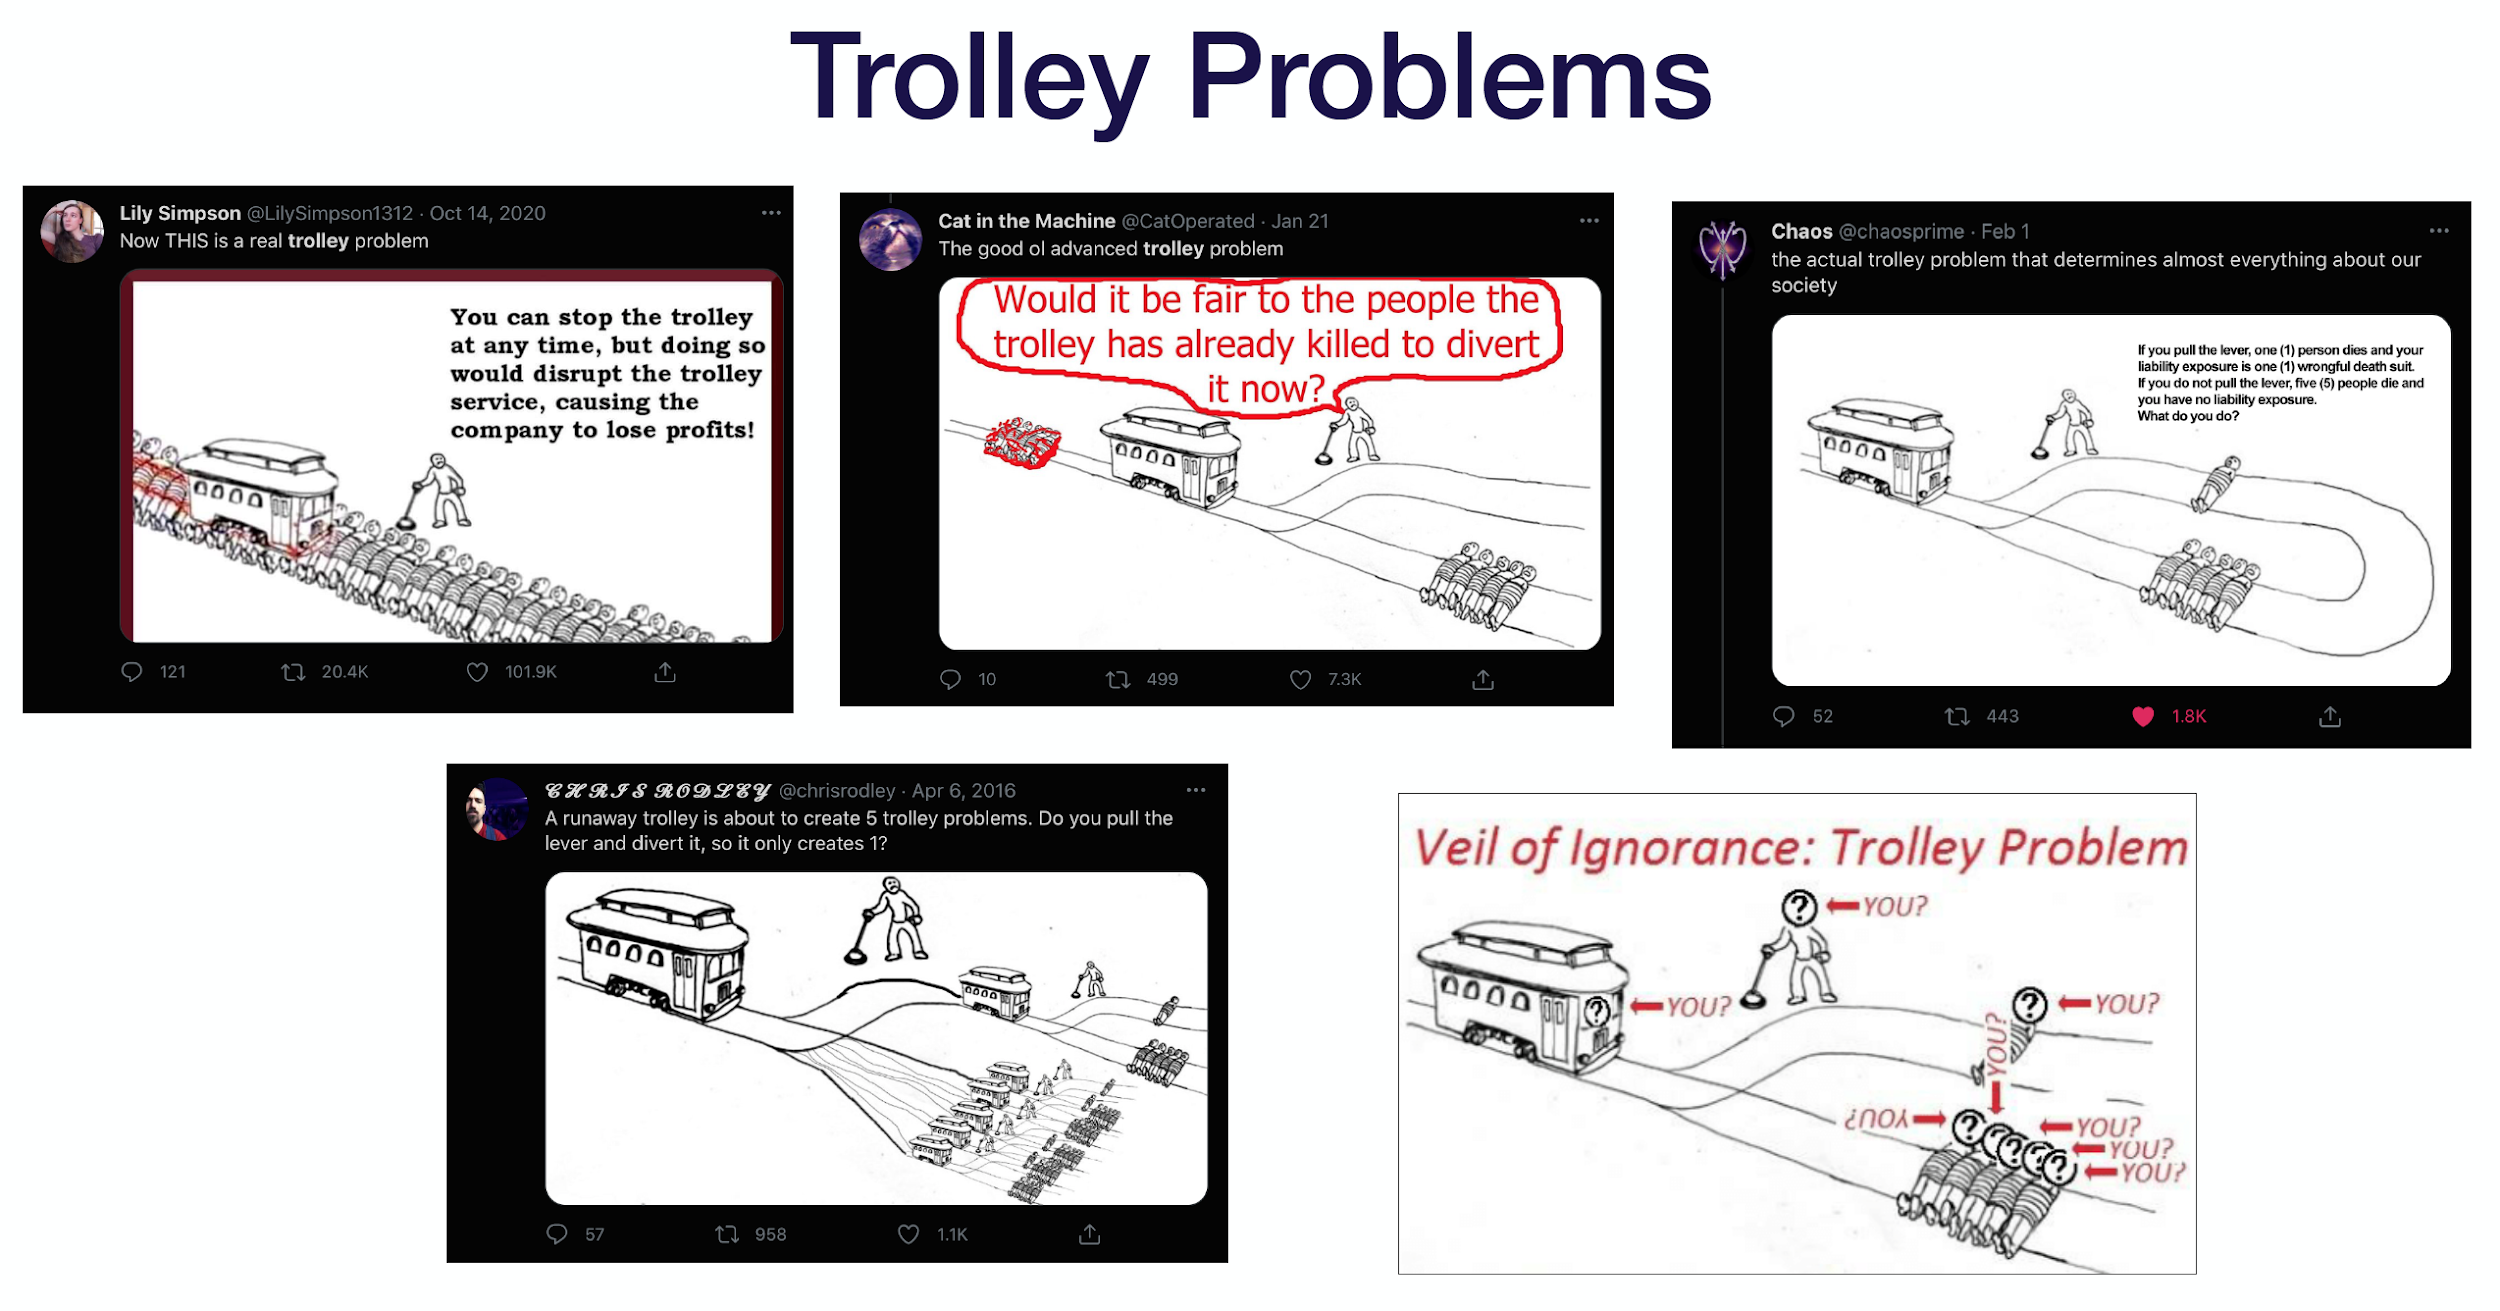 Trolley Problems
Lily Simpson @LilySimpson1312 · Oct 14, 2020
Now THIS is a real trolley problem
You can stop the trolley
at any time, but doing so
would disrupt the trolley
service, causing the
company to lose profits!
121 20.4K 101.9K
Cat in the Machine @CatOperated · Jan 21
The good ol advanced trolley problem
Would it be fair to the people the
trolley has already killed to divert
it now?
10 499 7.3K
Chaos @chaosprime · Feb 1
the actual trolley problem that determines almost everything about our
society
If you pull the lever, one (1) person dies and your
liability exposure is one (1) wrongful death suit.
If you do not pull the lever, five (5) people die and
you have no liability exposure.
What do you do?
52 443 1.8K
𝓒𝓗𝓡𝓘𝓢 𝓡𝓞𝓓𝓛𝓔𝓨 @chrisrodley · Apr 6, 2016
A runaway trolley is about to create 5 trolley problems. Do you pull the
lever and divert it, so it only creates 1?
57 958 1.1K
Veil of Ignorance: Trolley Problem
? YOU?
? YOU?
? YOU?
YOU?
YOU? ?
YOU?
? YOU?
? YOU?